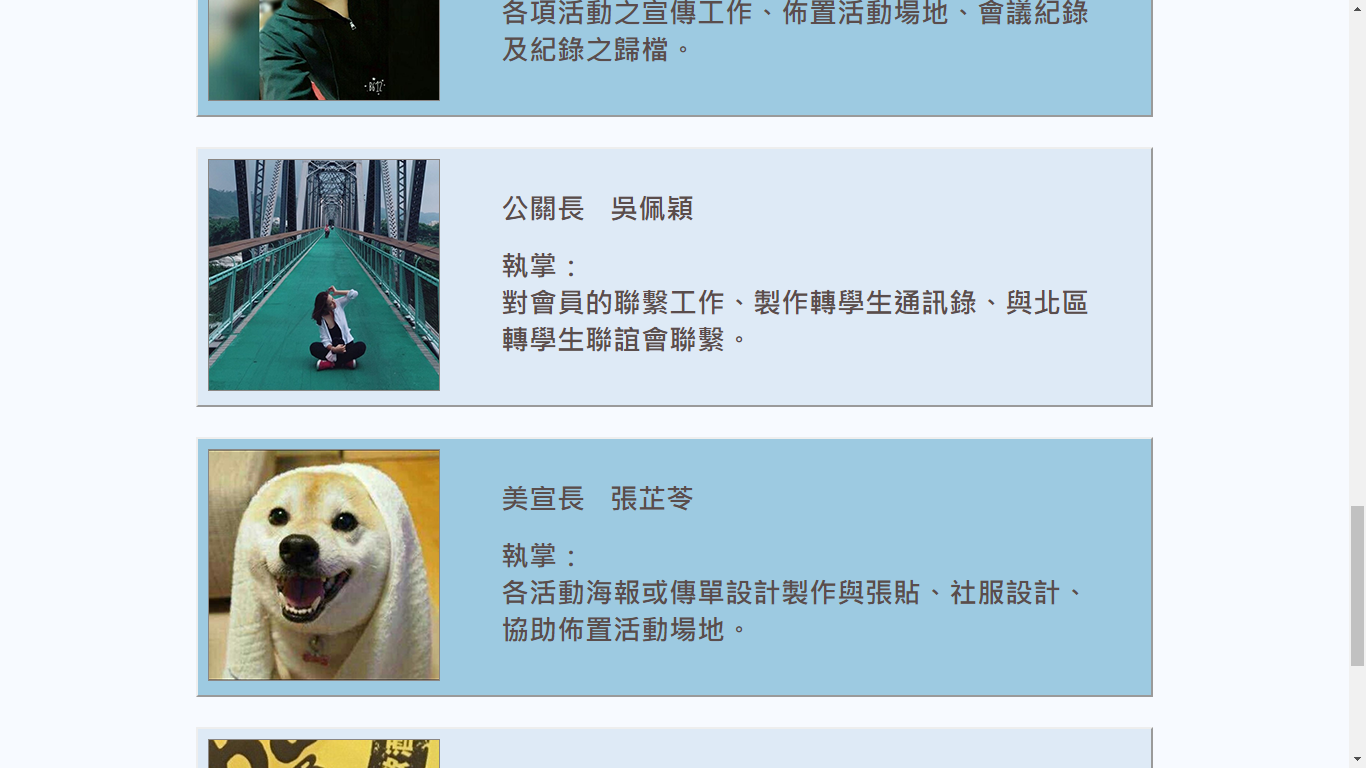 各項活動之宣傳工作、佈置活動場地、會議紀錄
及紀錄之歸檔。
公關長 吳佩穎
執掌：
對會員的聯繫工作、製作轉學生通訊錄、與北區
轉學生聯誼會聯繫。
美宣長 張芷苓
執掌：
各活動海報或傳單設計製作與張貼、社服設計、
協助佈置活動場地。